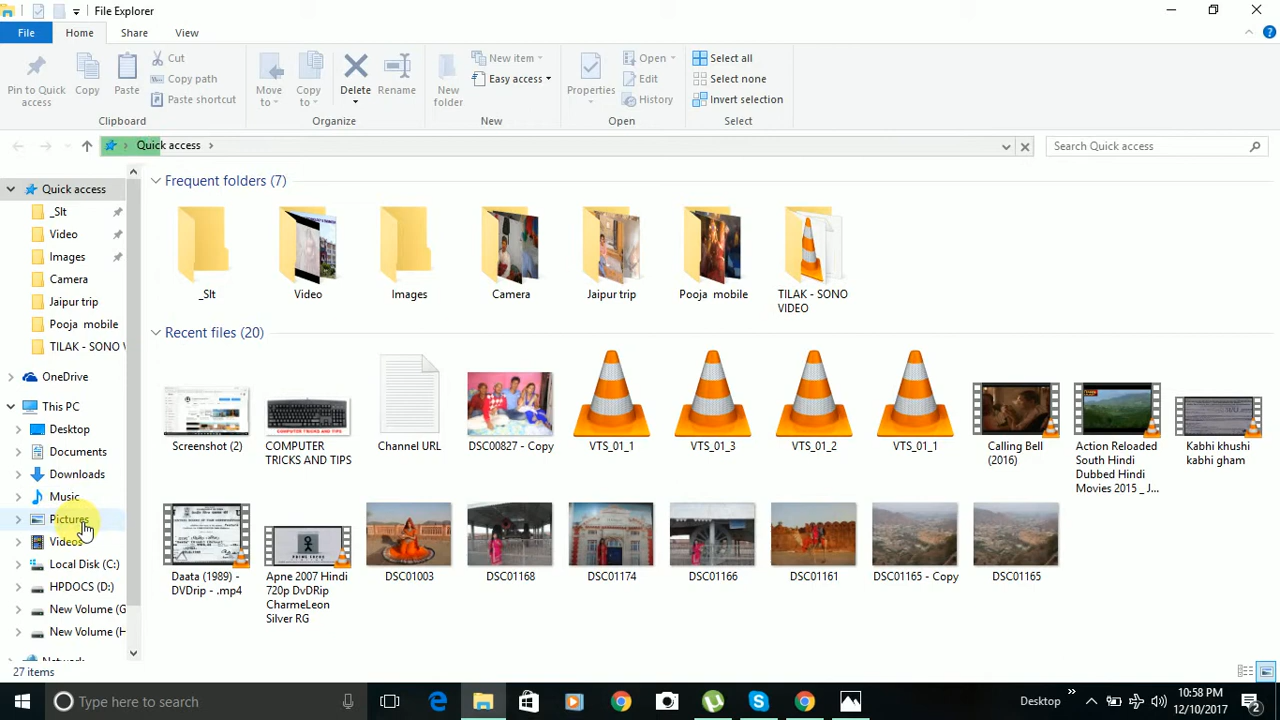 File Explorer
File Home Share View
Pin to Quick access
Copy
Paste
Cut
Copy path
Paste shortcut
Clipboard
Move to
Copy to
Delete
Rename
Organize
New folder
New item
Easy access
New
Properties
Open
Edit
History
Open
Select all
Select none
Invert selection
Select
Quick access
Search Quick access
Quick access
_Slt
Video
Images
Camera
Jaipur trip
Pooja mobile
TILAK - SONO V
OneDrive
This PC
Desktop
Documents
Downloads
Music
Pictures
Videos
Local Disk (C:)
HPDOCS (D:)
New Volume (G
New Volume (H
Network
Frequent folders (7)
_Slt
Video
Images
Camera
Jaipur trip
Pooja mobile
TILAK - SONO
VIDEO
Recent files (20)
COMPUTER TRICKS AND TIPS
Screenshot (2)
COMPUTER
TRICKS AND TIPS
Channel URL
DSC00827 - Copy
VTS_01_1
VTS_01_3
VTS_01_2
VTS_01_1
Calling Bell
(2016)
Action Reloaded
South Hindi
Dubbed Hindi
Movies 2015 _ J...
Kabhi khushi
kabhi gham
Daata (1989) -
DVDrip - .mp4
Apne 2007 Hindi
720p DvDRip
CharmeLeon
Silver RG
DSC01003
DSC01168
DSC01174
DSC01166
DSC01161
DSC01165 - Copy
DSC01165
27 items
Type here to search
Desktop
10:58 PM
12/10/2017
2